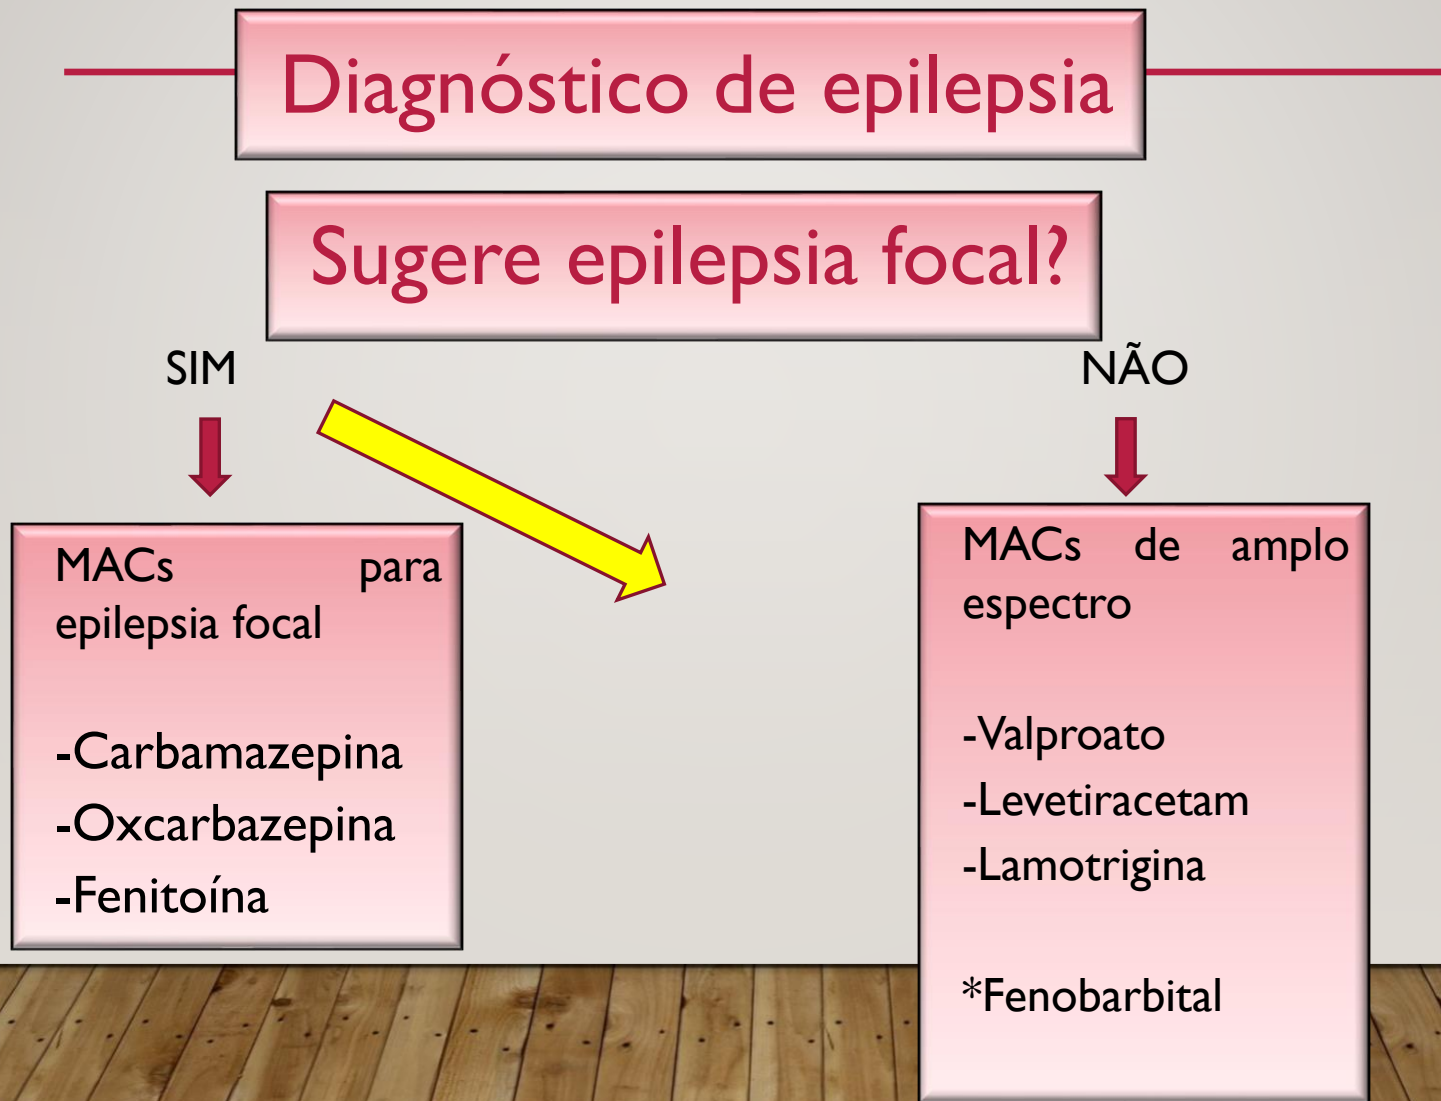 Diagnóstico de epilepsia
Sugere epilepsia focal?
SIM
NÃO
MACs para
epilepsia focal
-Carbamazepina
-Oxcarbazepina
-Fenitoína
MACs de amplo
espectro
-Valproato
-Levetiracetam
-Lamotrigina
*Fenobarbital